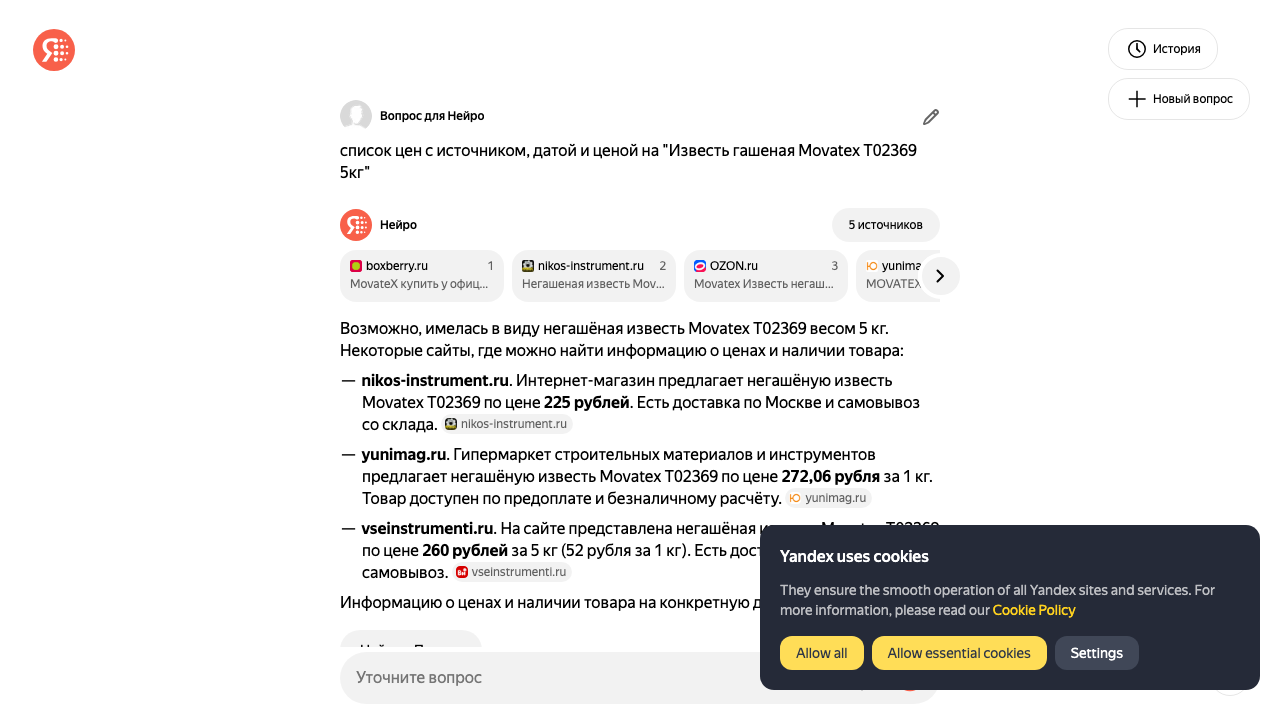 История
Новый вопрос
Вопрос для Нейро
список цен с источником, датой и ценой на "Известь гашеная Movatex T02369
5кг"
Нейро
5 источников
boxberry.ru 1
MovateX купить у офиц...
nikos-instrument.ru 2
Негашеная известь Mov...
OZON.ru 3
Movatex Известь негаш...
yunima
MOVATEX
Возможно, имелась в виду негашёная известь Movatex T02369 весом 5 кг.
Некоторые сайты, где можно найти информацию о ценах и наличии товара:
— nikos-instrument.ru. Интернет-магазин предлагает негашёную известь
Movatex T02369 по цене 225 рублей. Есть доставка по Москве и самовывоз
со склада. nikos-instrument.ru
— yunimag.ru. Гипермаркет строительных материалов и инструментов
предлагает негашёную известь Movatex T02369 по цене 272,06 рубля за 1 кг.
Товар доступен по предоплате и безналичному расчёту. yunimag.ru
— vseinstrumenti.ru. На сайте представлена негашёная
по цене 260 рублей за 5 кг (52 рубля за 1 кг). Есть дост
самовывоз. vseinstrumenti.ru
Информацию о ценах и наличии товара на конкретную д
Уточните вопрос
Yandex uses cookies
They ensure the smooth operation of all Yandex sites and services. For
more information, please read our Cookie Policy
Allow all
Allow essential cookies
Settings